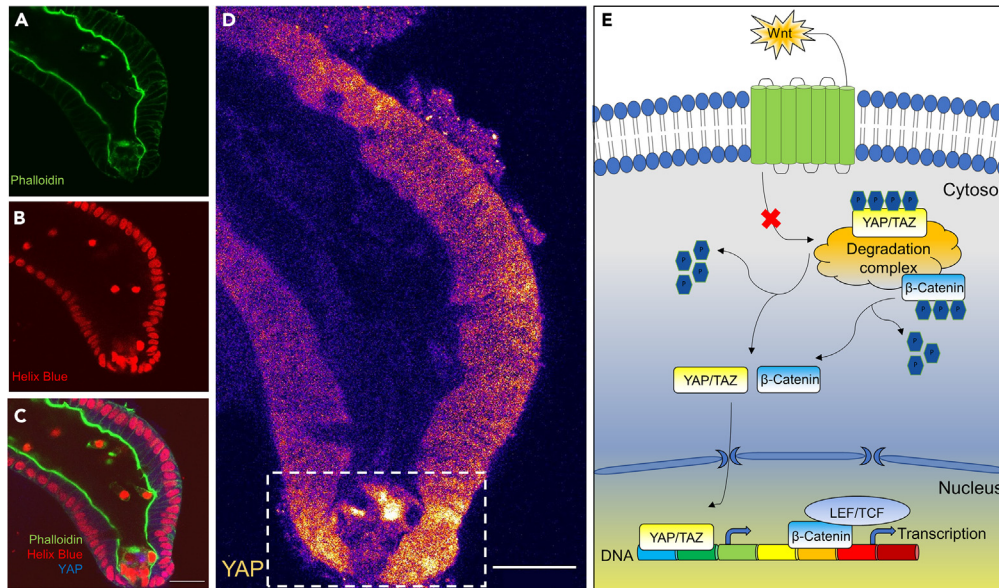 A
Phalloidin
B
Helix Blue
C
Phalloidin
Helix Blue
YAP
D
YAP
E
Wnt
Cytosol
P P P P
YAP/TAZ
Degradation
complex
β-Catenin
P P P
P
P
P
P
P
P
P
YAP/TAZ
β-Catenin
Nucleus
LEF/TCF
YAP/TAZ
β-Catenin
Transcription
DNA